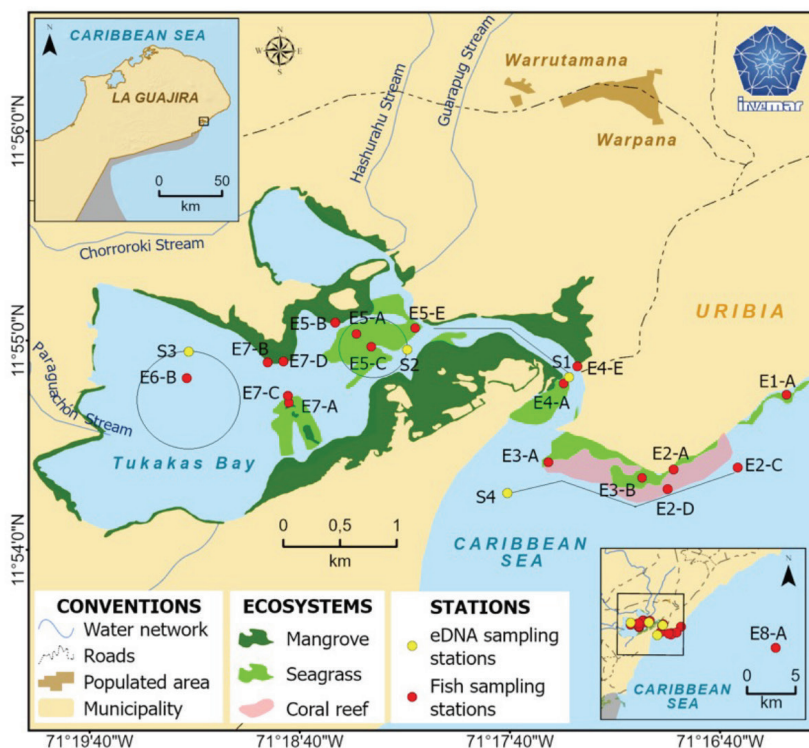 N
CARIBBEAN SEA
LA GUAJIRA
0 50
km
N
W E
S
Hashurahu Stream
Guarapug Stream
Warrutamana
Warpana
invemar
11°56'0"N
11°55'0"N
11°54'0"N
Chorroroki Stream
Paraguachón Stream
URIBIA
E5-B
E5-A
E5-E
E5-C
S2
S3
E7-B
E7-D
E6-B
E7-C
E7-A
S1
E4-E
E4-A
E1-A
E3-A
E2-A
E2-C
E3-B
E2-D
S4
Tukakas Bay
0 0,5 1
km
CARIBBEAN
SEA
CONVENTIONS
Water network
Roads
Populated area
Municipality
ECOSYSTEMS
Mangrove
Seagrass
Coral reef
STATIONS
eDNA sampling
stations
Fish sampling
stations
N
E8-A
0 5
km
CARIBBEAN
SEA
71°19'40"W
71°18'40"W
71°17'40"W
71°16'40"W